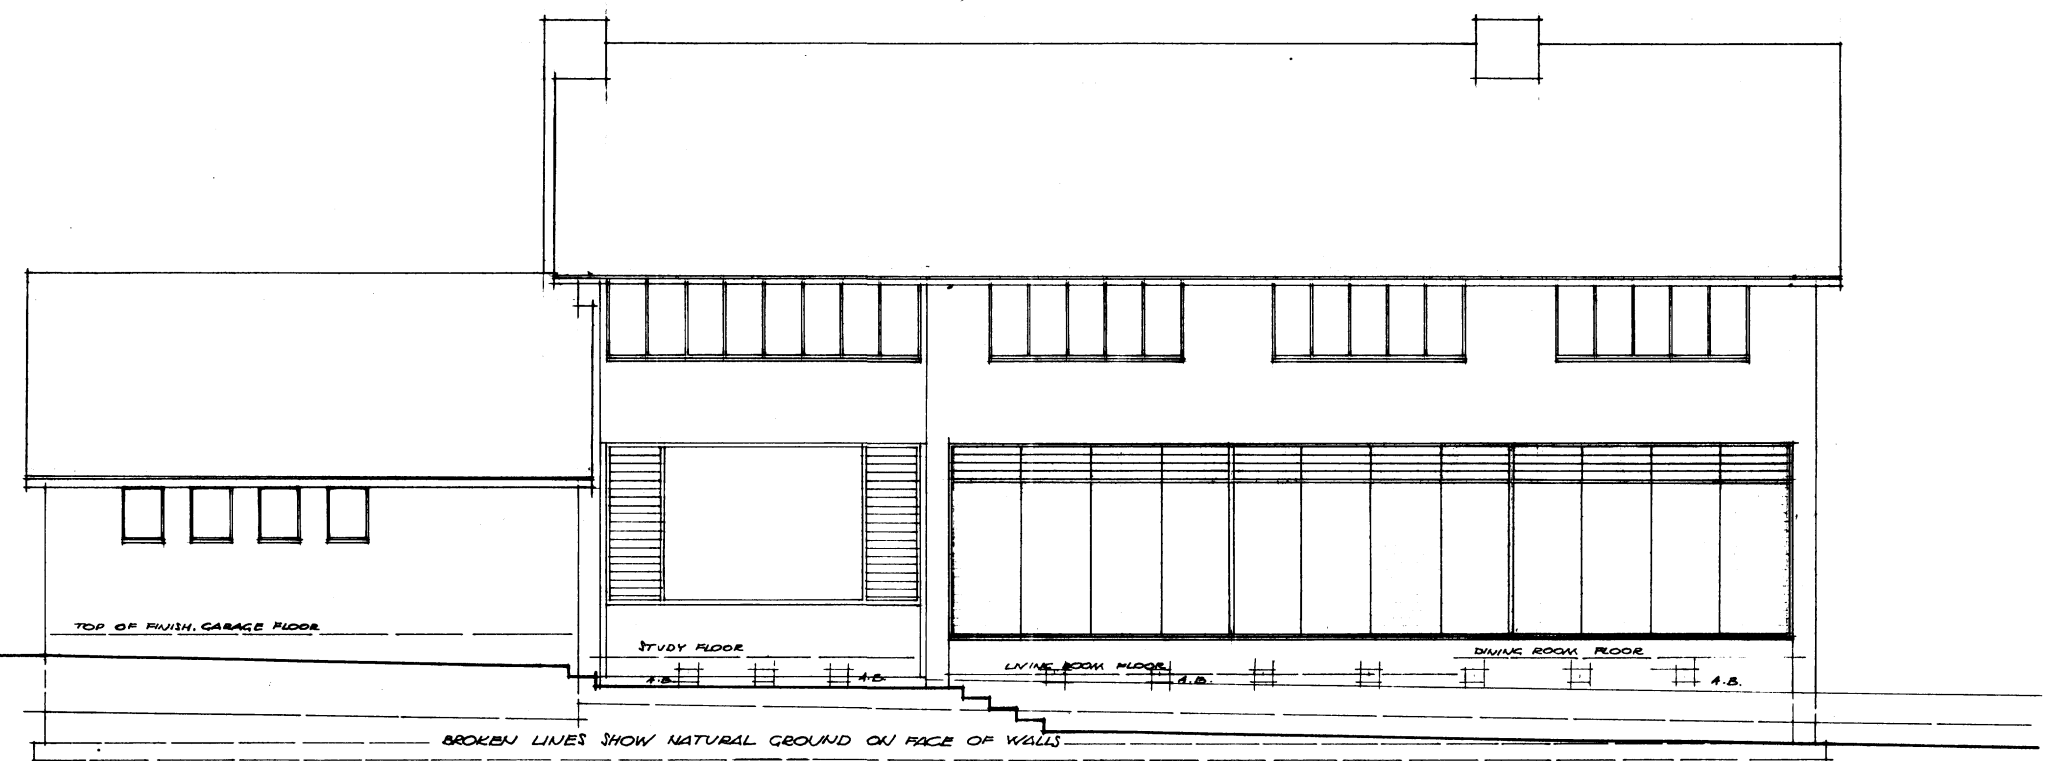 TOP OF FINISH. GARAGE FLOOR
STUDY FLOOR
DINING ROOM FLOOR
LIVING ROOM FLOOR
A.B.
A.B.
A.B.
A.B.
BROKEN LINES SHOW NATURAL GROUND ON FACE OF WALLS